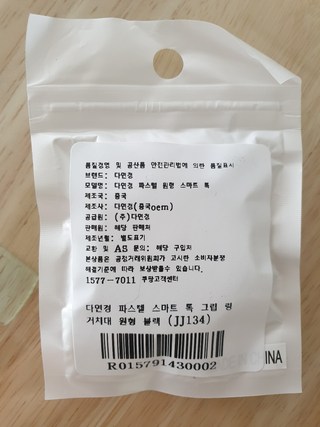 품질경영 및 공산품 안전관리법에 의한 품질표시
브랜드: 다민경
모델명: 다민경 파스텔 원형 스마트 톡
제조국: 중국
제조사: 다민경(중국oem)
공급원: (주)다민경
판매원: 해당 판매처
제조년월: 별도표기
교환 및 AS 문의: 해당 구입처
본상품은 공정거래위원회가 고시한 소비자분쟁
해결기준에 따라 보상받을수 있습니다.
1577-7011 쿠팡고객센터
다연경 파스텔 스마트 톡 그립 링
거치대 원형 블랙 (JJ134)
R015791430002
INA